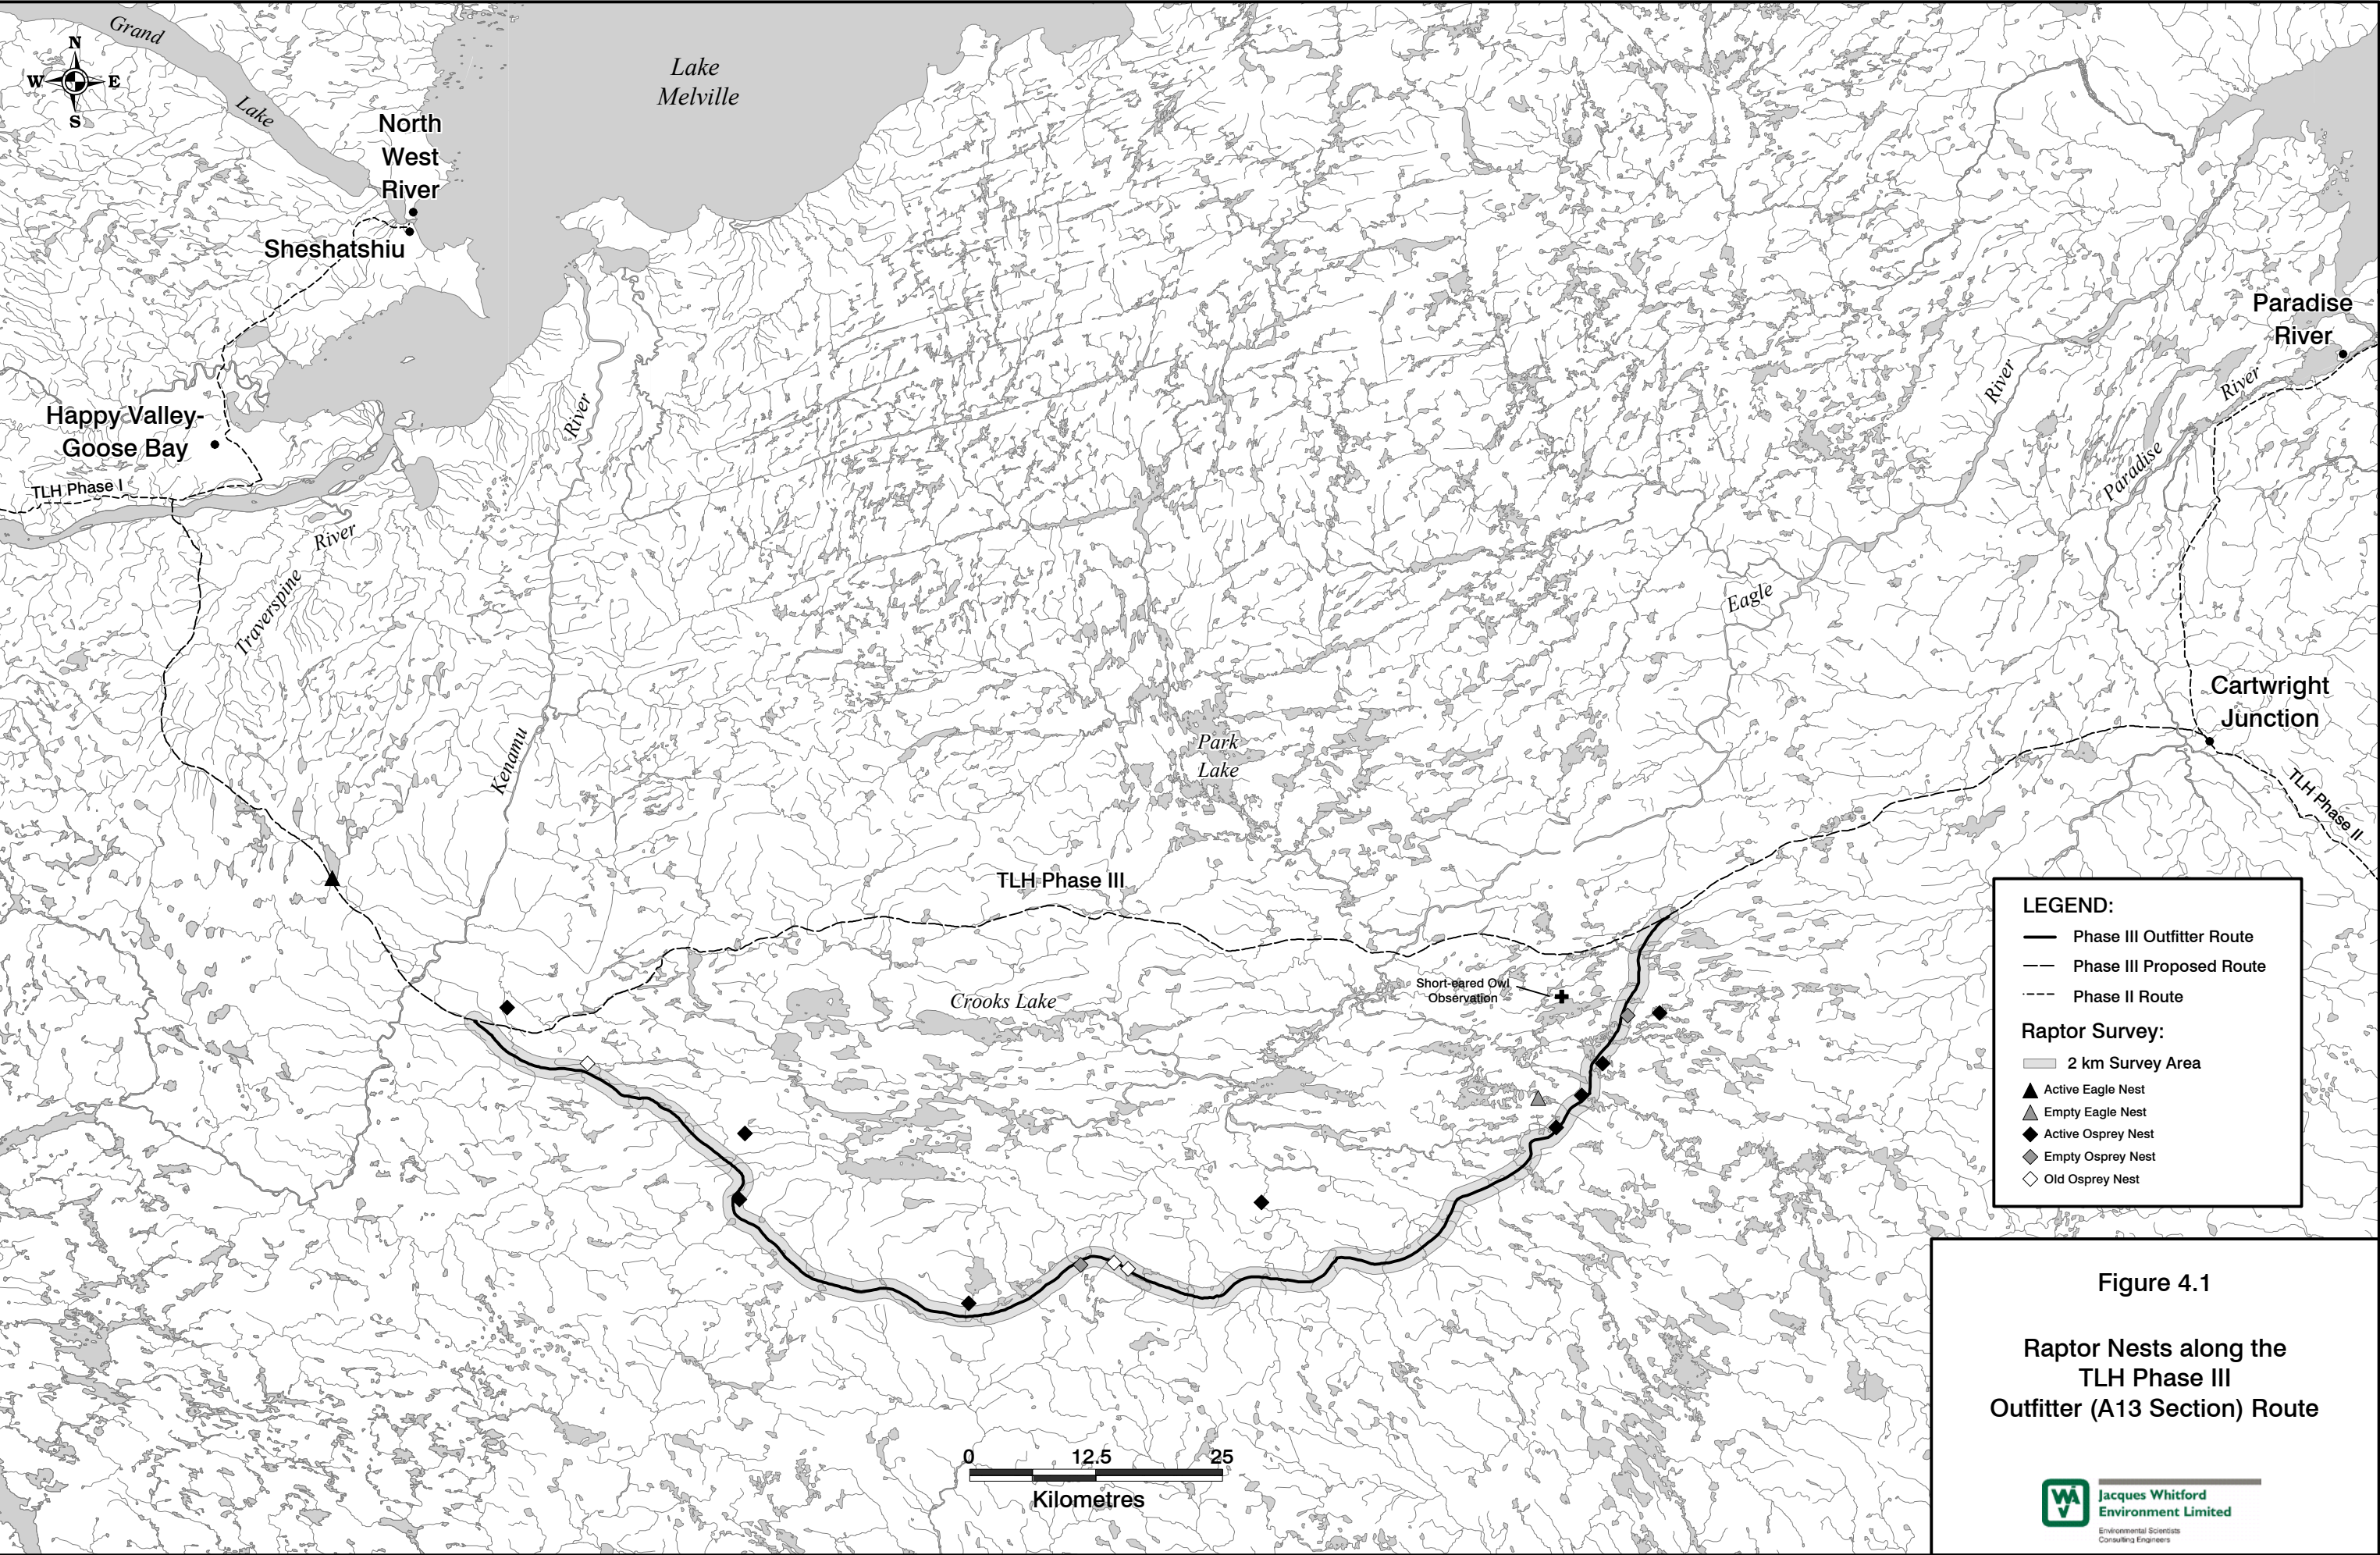 Grand
Lake
N
W E
S
Lake
Melville
North
West
River
Sheshatshiu
Happy Valley-
Goose Bay
TLH Phase I
Traverspine
River
Kenamu
River
Park
Lake
Eagle
River
Paradise
River
Paradise
River
Cartwright
Junction
TLH Phase II
TLH Phase III
Crooks Lake
Short-eared Owl
Observation
LEGEND:
Phase III Outfitter Route
Phase III Proposed Route
Phase II Route
Raptor Survey:
2 km Survey Area
Active Eagle Nest
Empty Eagle Nest
Active Osprey Nest
Empty Osprey Nest
Old Osprey Nest
0 12.5 25
Kilometres
Figure 4.1
Raptor Nests along the
TLH Phase III
Outfitter (A13 Section) Route
Jacques Whitford
Environment Limited
Environmental Scientists
Consulting Engineers